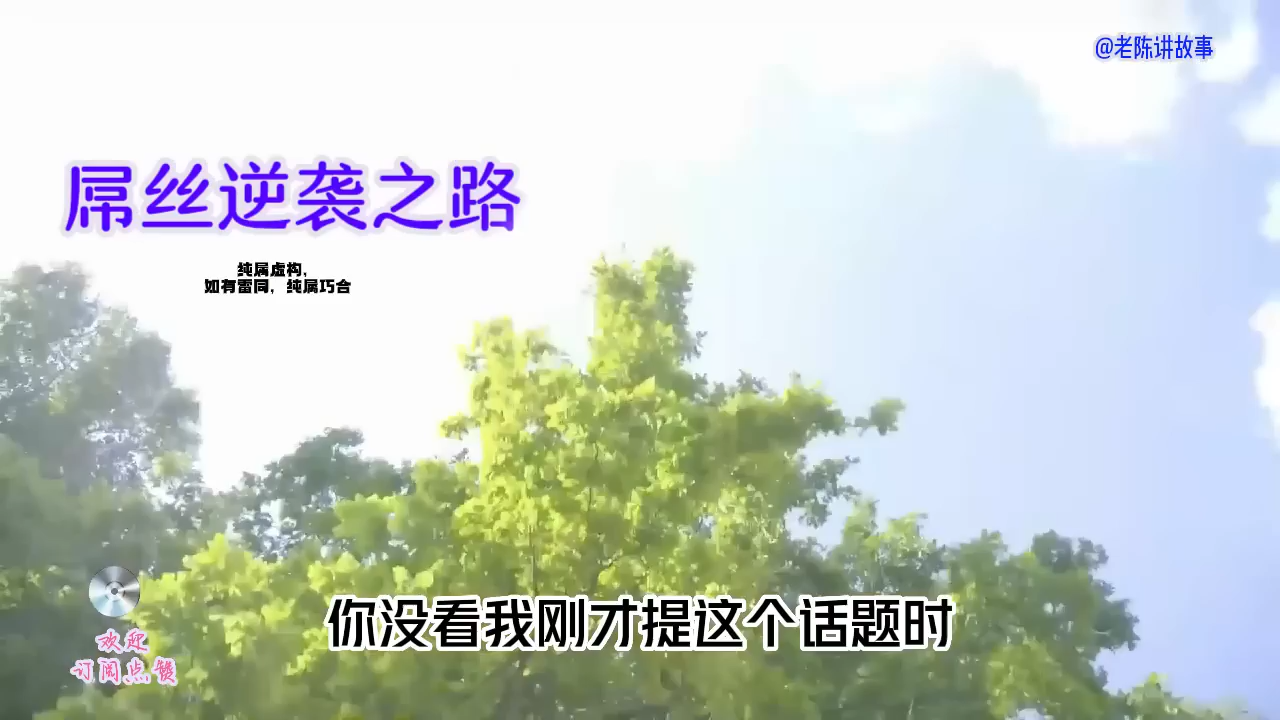 @老陈讲故事
屌丝逆袭之路
纯属虚构，
如有雷同，纯属巧合
你没看我刚才提这个话题时
欢迎
订阅点赞